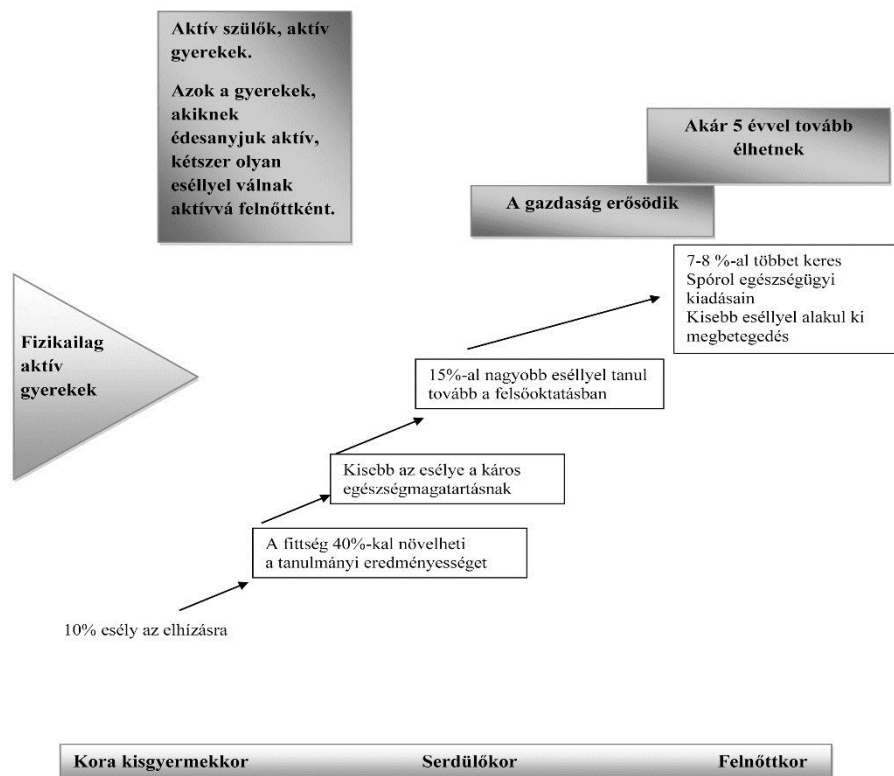 Aktív szülők, aktív
gyerekek.
Azok a gyerekek,
akiknek
édesanyjuk aktív,
kétszer olyan
eséllyel válnak
aktívvá felnőttként.
Akár 5 évvel tovább
élhetnek
A gazdaság erősödik
7-8 %-al többet keres
Spórol egészségügyi
kiadásain
Kisebb eséllyel alakul ki
megbetegedés
Fizikailag
aktív
gyerekek
15%-al nagyobb eséllyel tanul
tovább a felsőoktatásban
Kisebb az esélye a káros
egészségmagatartásnak
A fittség 40%-kal növelheti
a tanulmányi eredményességet
10% esély az elhízásra
Kora kisgyermekkor Serdülőkor Felnőttkor